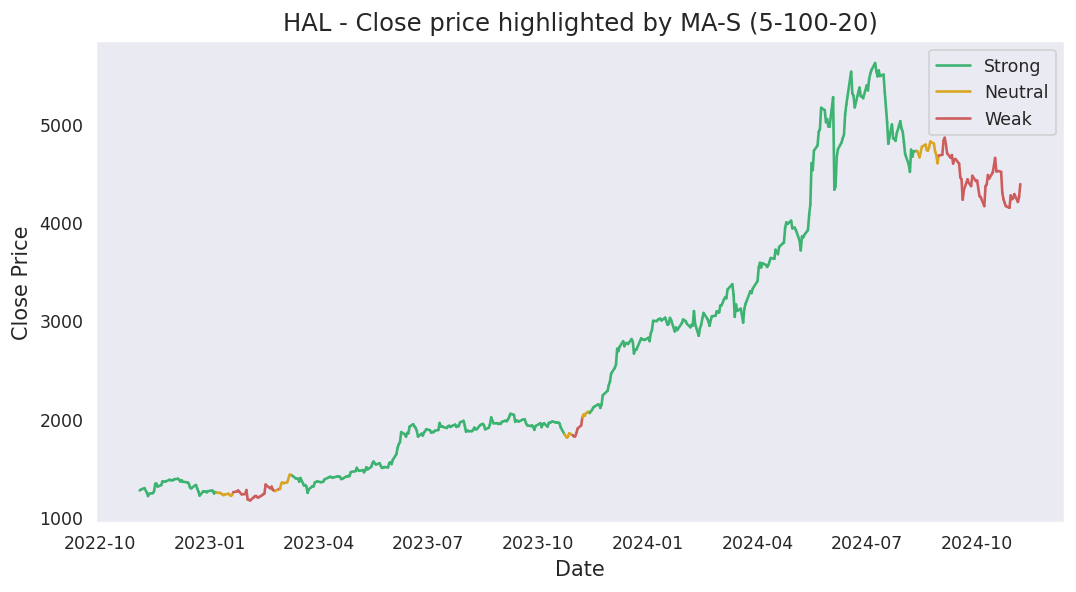 HAL - Close price highlighted by MA-S (5-100-20)
Strong
Neutral
Weak
Close Price
5000
4000
3000
2000
1000
2022-10 2023-01 2023-04 2023-07 2023-10 2024-01 2024-04 2024-07 2024-10
Date